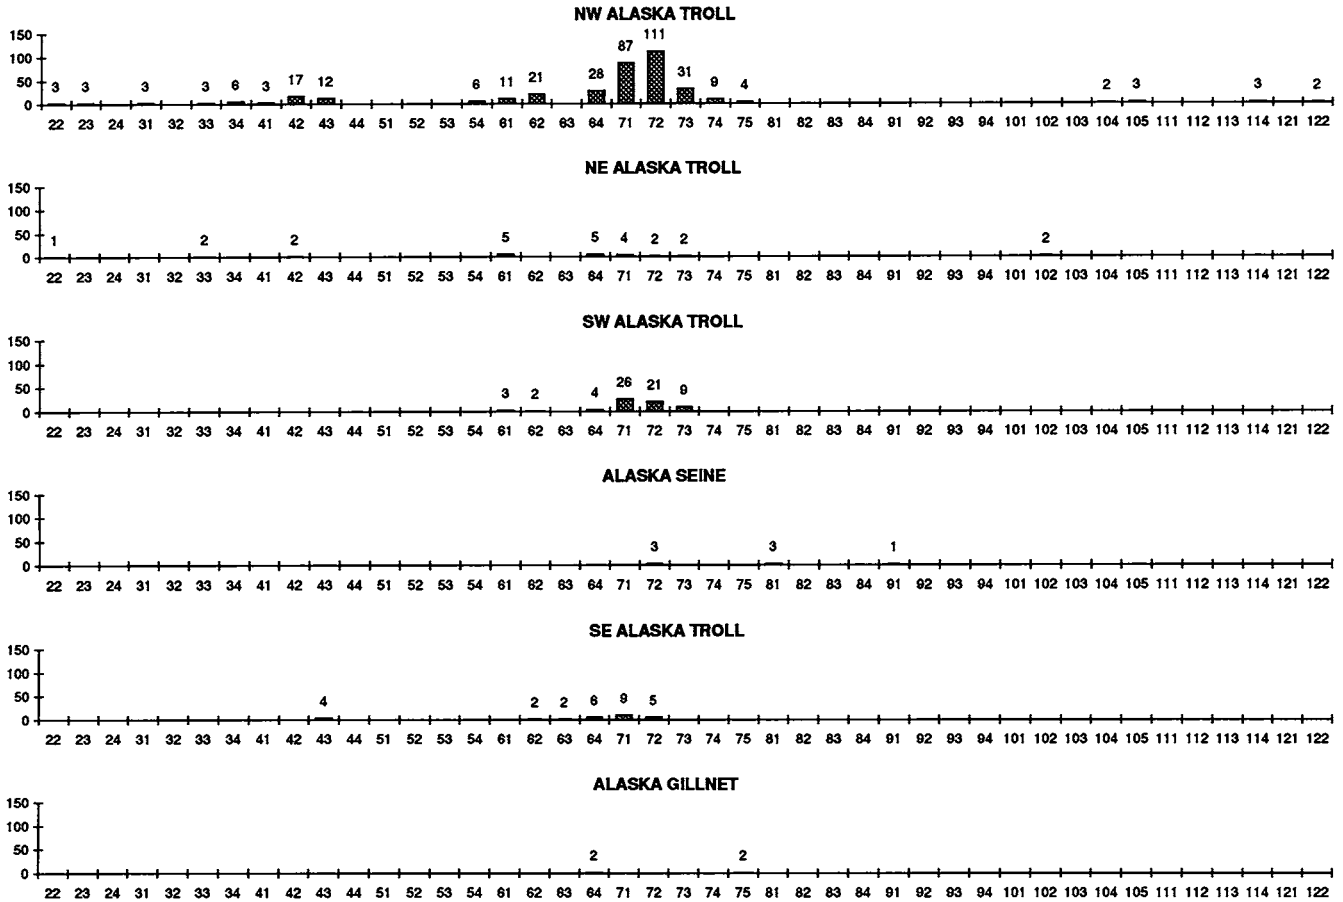 NW ALASKA TROLL
150
100
50
0
3 3 3 3 6 3 17 12 6 11 21 28 87 111 31 9 4 2 3 3 2
22 23 24 31 32 33 34 41 42 43 44 51 52 53 54 61 62 63 64 71 72 73 74 75 81 82 83 84 91 92 93 94 101 102 103 104 105 111 112 113 114 121 122
NE ALASKA TROLL
150
100
50
0
1 2 2 5 5 4 2 2 2
22 23 24 31 32 33 34 41 42 43 44 51 52 53 54 61 62 63 64 71 72 73 74 75 81 82 83 84 91 92 93 94 101 102 103 104 105 111 112 113 114 121 122
SW ALASKA TROLL
150
100
50
0
3 2 4 26 21 9
22 23 24 31 32 33 34 41 42 43 44 51 52 53 54 61 62 63 64 71 72 73 74 75 81 82 83 84 91 92 93 94 101 102 103 104 105 111 112 113 114 121 122
ALASKA SEINE
150
100
50
0
3 3 1
22 23 24 31 32 33 34 41 42 43 44 51 52 53 54 61 62 63 64 71 72 73 74 75 81 82 83 84 91 92 93 94 101 102 103 104 105 111 112 113 114 121 122
SE ALASKA TROLL
150
100
50
0
4 2 2 6 9 5
22 23 24 31 32 33 34 41 42 43 44 51 52 53 54 61 62 63 64 71 72 73 74 75 81 82 83 84 91 92 93 94 101 102 103 104 105 111 112 113 114 121 122
ALASKA GILLNET
150
100
50
0
2 2
22 23 24 31 32 33 34 41 42 43 44 51 52 53 54 61 62 63 64 71 72 73 74 75 81 82 83 84 91 92 93 94 101 102 103 104 105 111 112 113 114 121 122